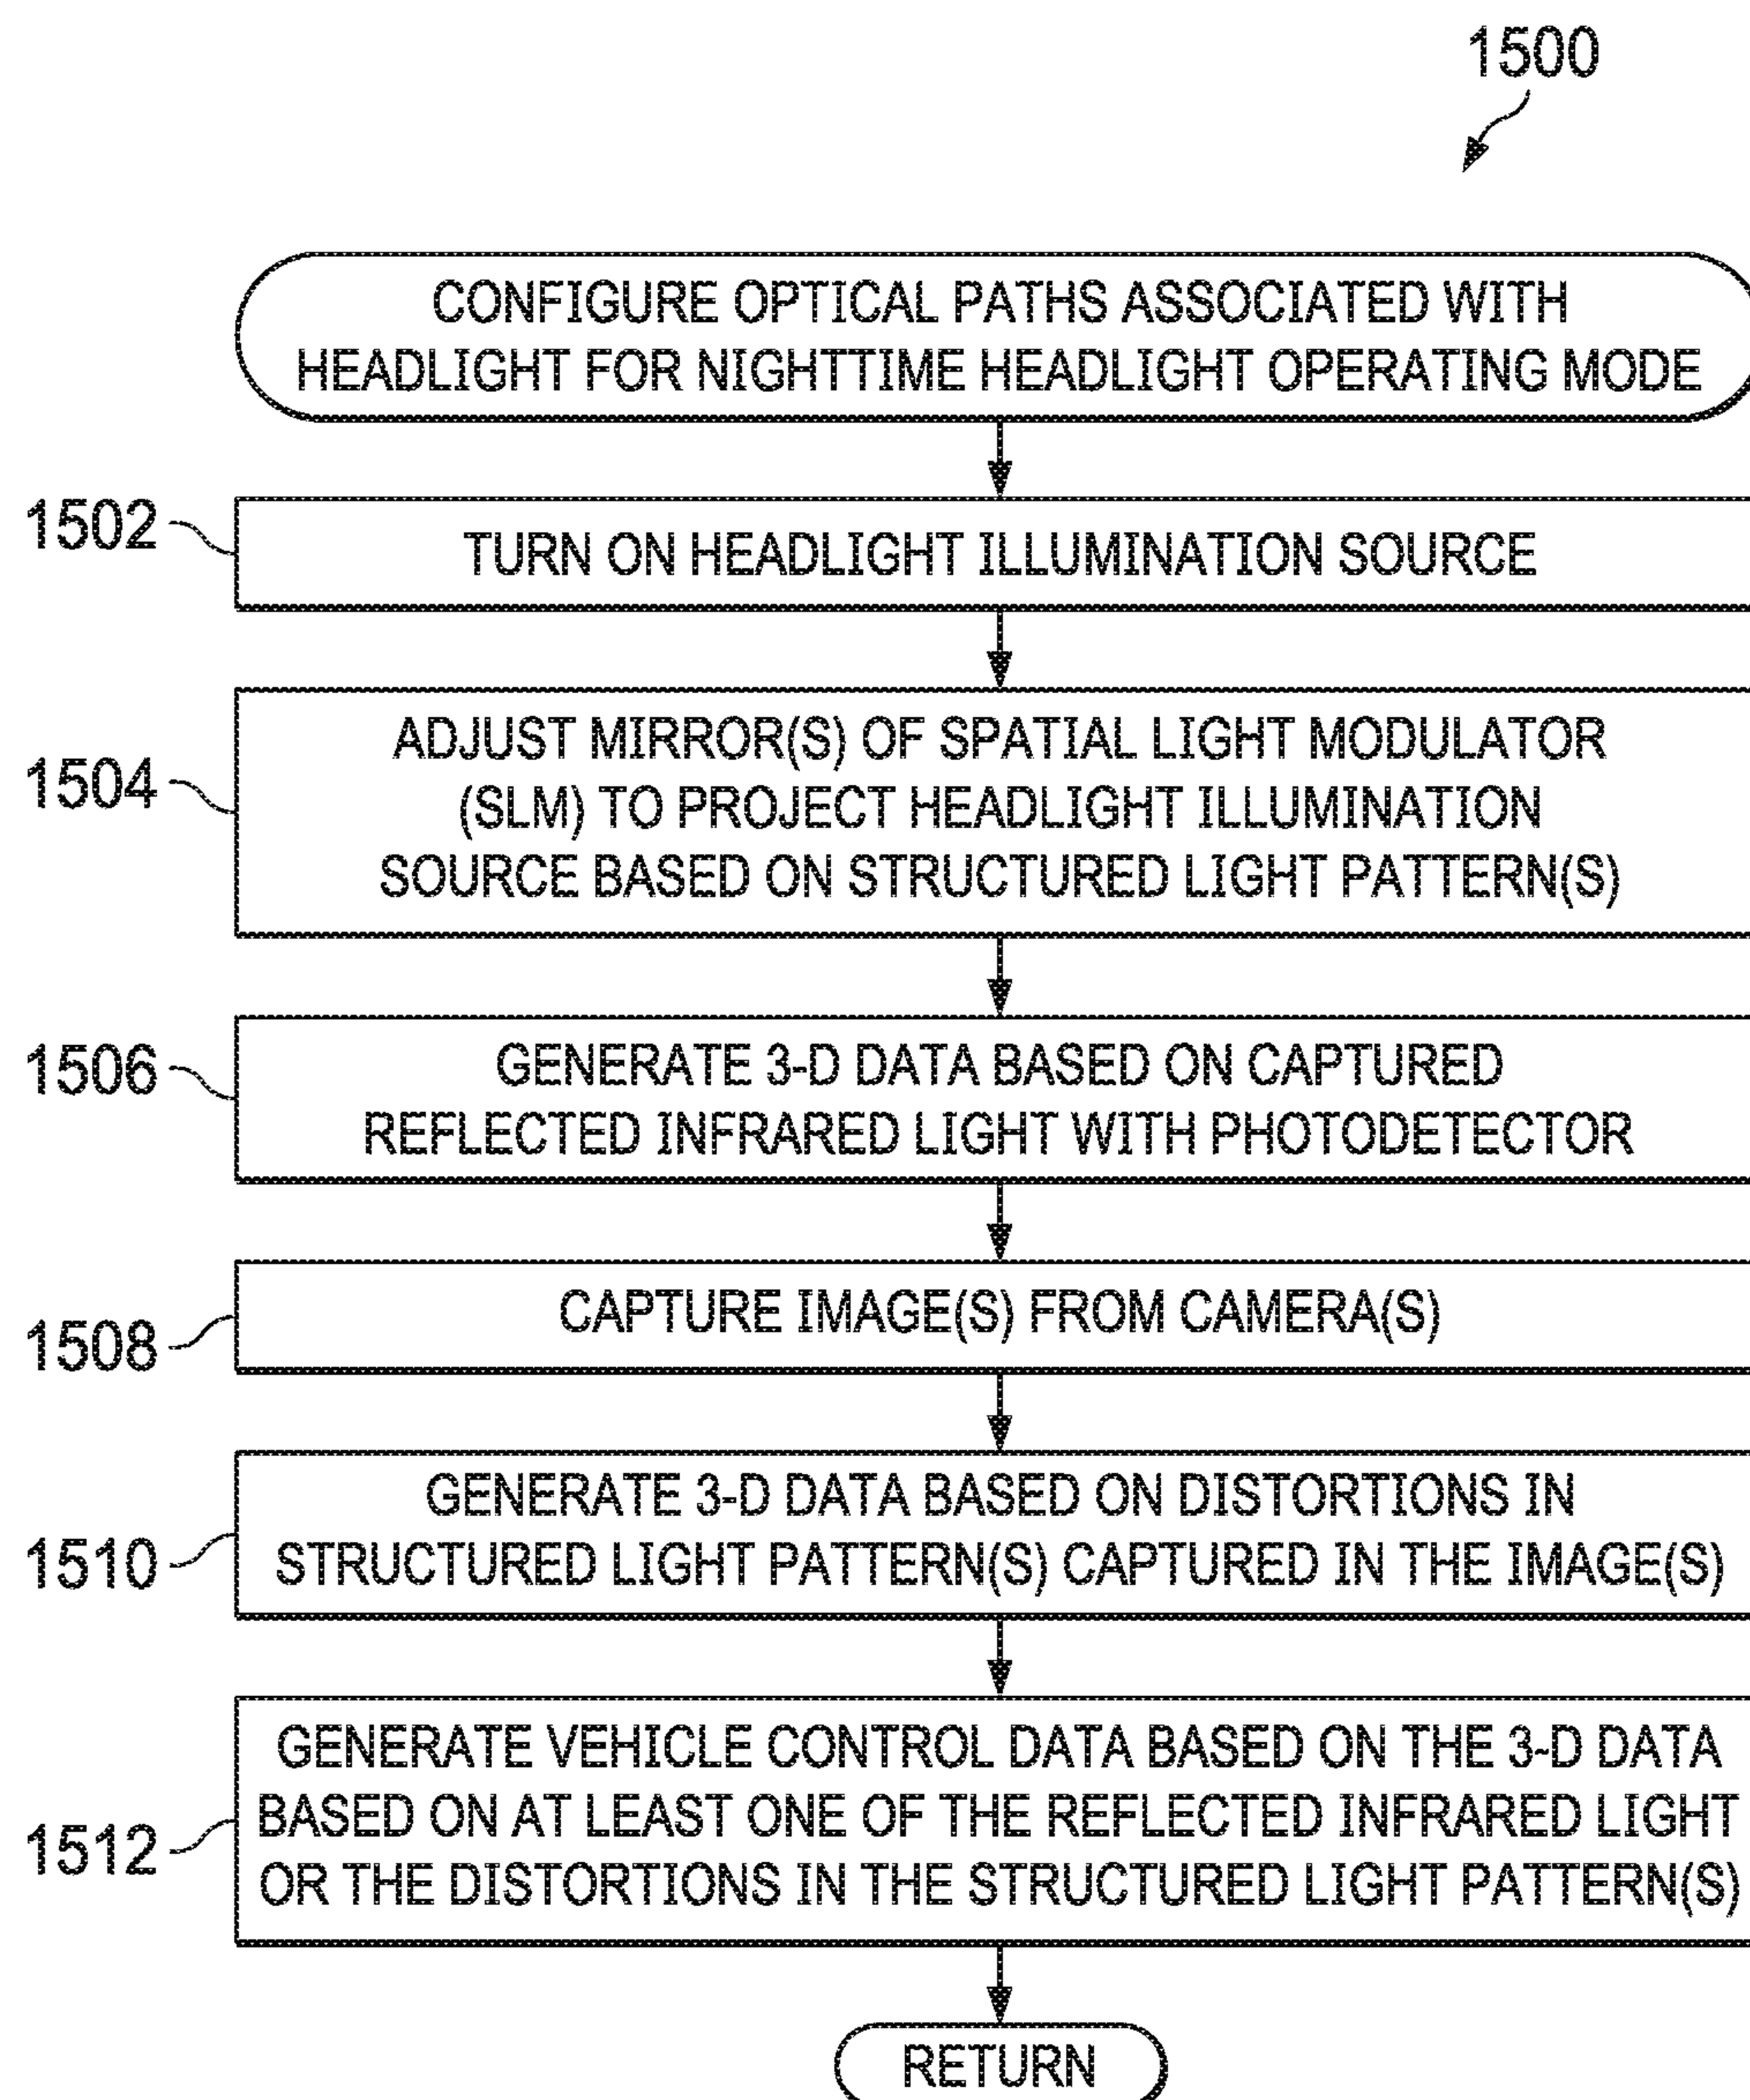 1500
CONFIGURE OPTICAL PATHS ASSOCIATED WITH
HEADLIGHT FOR NIGHTTIME HEADLIGHT OPERATING MODE
1502
TURN ON HEADLIGHT ILLUMINATION SOURCE
1504
ADJUST MIRROR(S) OF SPATIAL LIGHT MODULATOR
(SLM) TO PROJECT HEADLIGHT ILLUMINATION
SOURCE BASED ON STRUCTURED LIGHT PATTERN(S)
1506
GENERATE 3-D DATA BASED ON CAPTURED
REFLECTED INFRARED LIGHT WITH PHOTODETECTOR
1508
CAPTURE IMAGE(S) FROM CAMERA(S)
1510
GENERATE 3-D DATA BASED ON DISTORTIONS IN
STRUCTURED LIGHT PATTERN(S) CAPTURED IN THE IMAGE(S)
1512
GENERATE VEHICLE CONTROL DATA BASED ON THE 3-D DATA
BASED ON AT LEAST ONE OF THE REFLECTED INFRARED LIGHT
OR THE DISTORTIONS IN THE STRUCTURED LIGHT PATTERN(S)
RETURN